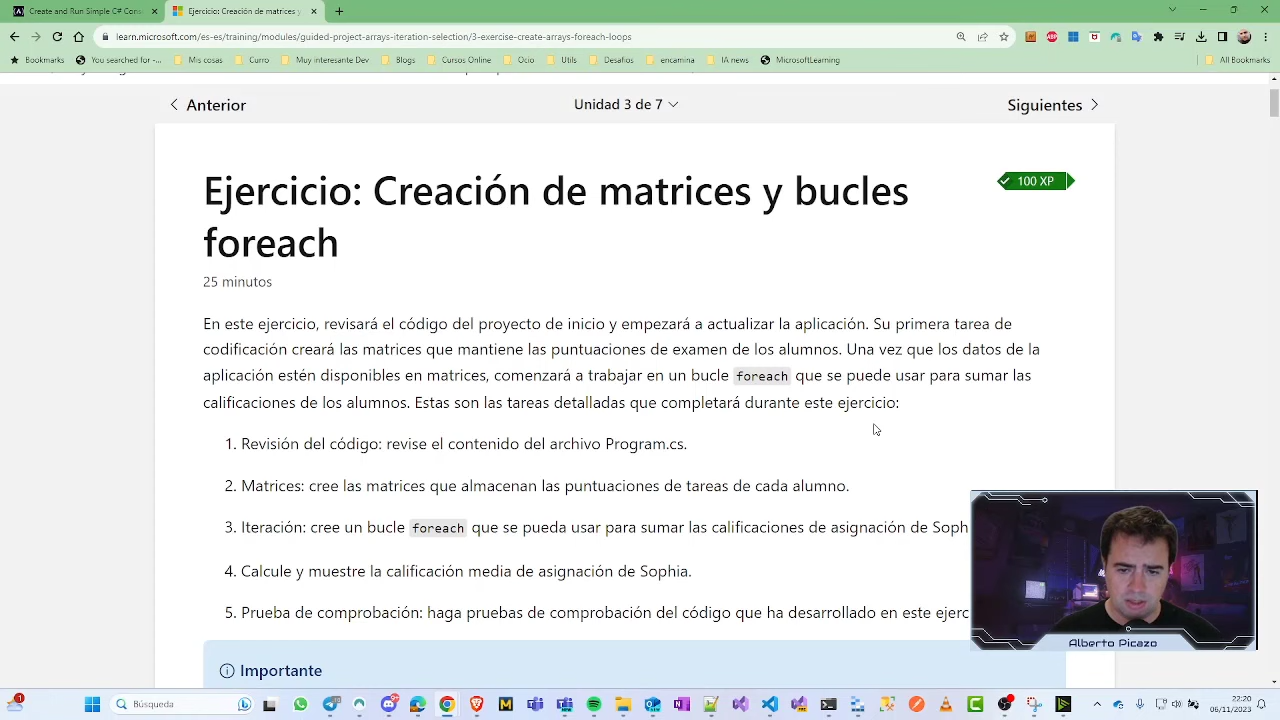 Create and Run Simple C# Con
Ejercicio: Creación de matrices y
learn.microsoft.com/es-es/training/modules/guided-project-arrays-iteration-selection/3-exercise-create-arrays-foreach-loops
Bookmarks
You searched for -...
Mis cosas
Curro
Muy interesante Dev
Blogs
Cursos Online
Ocio
Utils
Desafios
encamina
IA news
MicrosoftLearning
All Bookmarks
Anterior
Unidad 3 de 7
Siguientes
Ejercicio: Creación de matrices y bucles
foreach
100 XP
25 minutos
En este ejercicio, revisará el código del proyecto de inicio y empezará a actualizar la aplicación. Su primera tarea de
codificación creará las matrices que mantiene las puntuaciones de examen de los alumnos. Una vez que los datos de la
aplicación estén disponibles en matrices, comenzará a trabajar en un bucle foreach que se puede usar para sumar las
calificaciones de los alumnos. Estas son las tareas detalladas que completará durante este ejercicio:
1. Revisión del código: revise el contenido del archivo Program.cs.
2. Matrices: cree las matrices que almacenan las puntuaciones de tareas de cada alumno.
3. Iteración: cree un bucle foreach que se pueda usar para sumar las calificaciones de asignación de Soph
4. Calcule y muestre la calificación media de asignación de Sophia.
5. Prueba de comprobación: haga pruebas de comprobación del código que ha desarrollado en este ejerc
Importante
Alberto Picazo
Búsqueda
22:20
06/11/2023